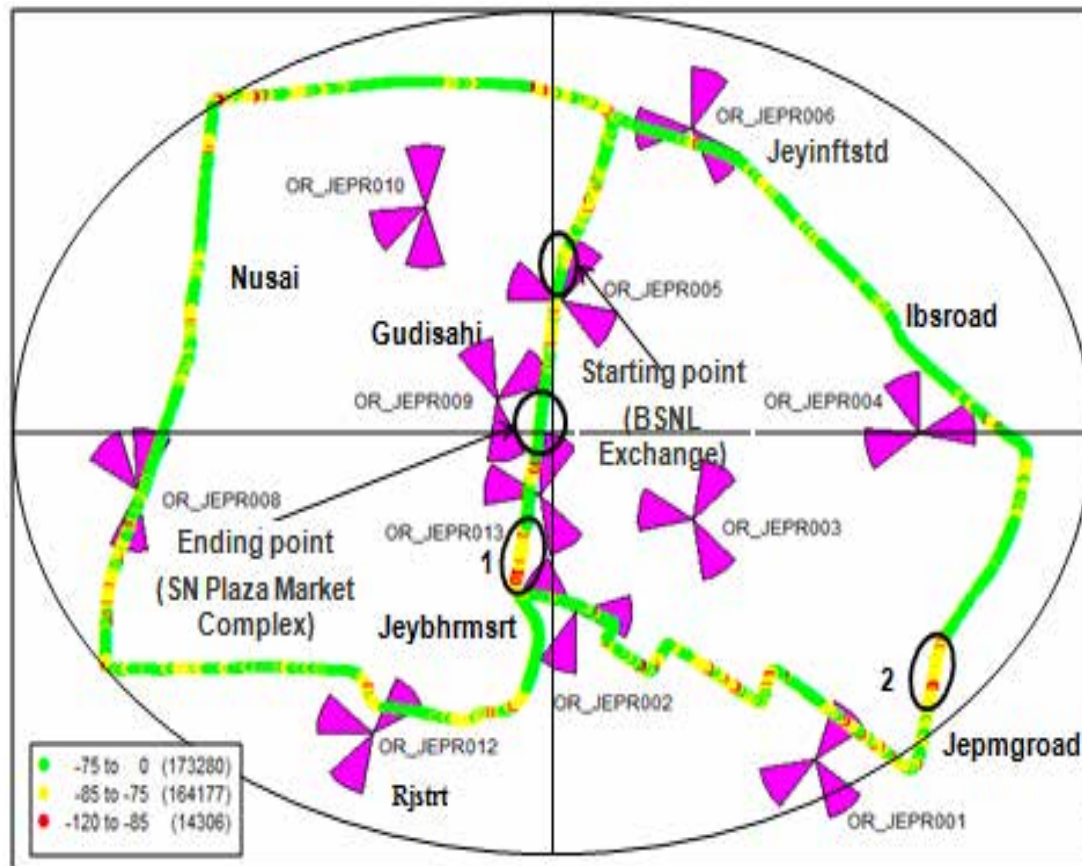 OR_JEPR006
Jeyinftstd
OR_JEPR010
Nusai
OR_JEPR005
Ibsroad
Gudisahi
Starting point
(BSNL
Exchange)
OR_JEPR009
OR_JEPR004
OR_JEPR008
OR_JEPR013
OR_JEPR003
Ending point
(SN Plaza Market
Complex)
1
Jeybhrmsrt
2
OR_JEPR002
OR_JEPR012
Jepmgroad
Rjstrt
OR_JEPR001
-75 to 0 (173280)
-85 to -75 (164177)
-120 to -85 (14306)